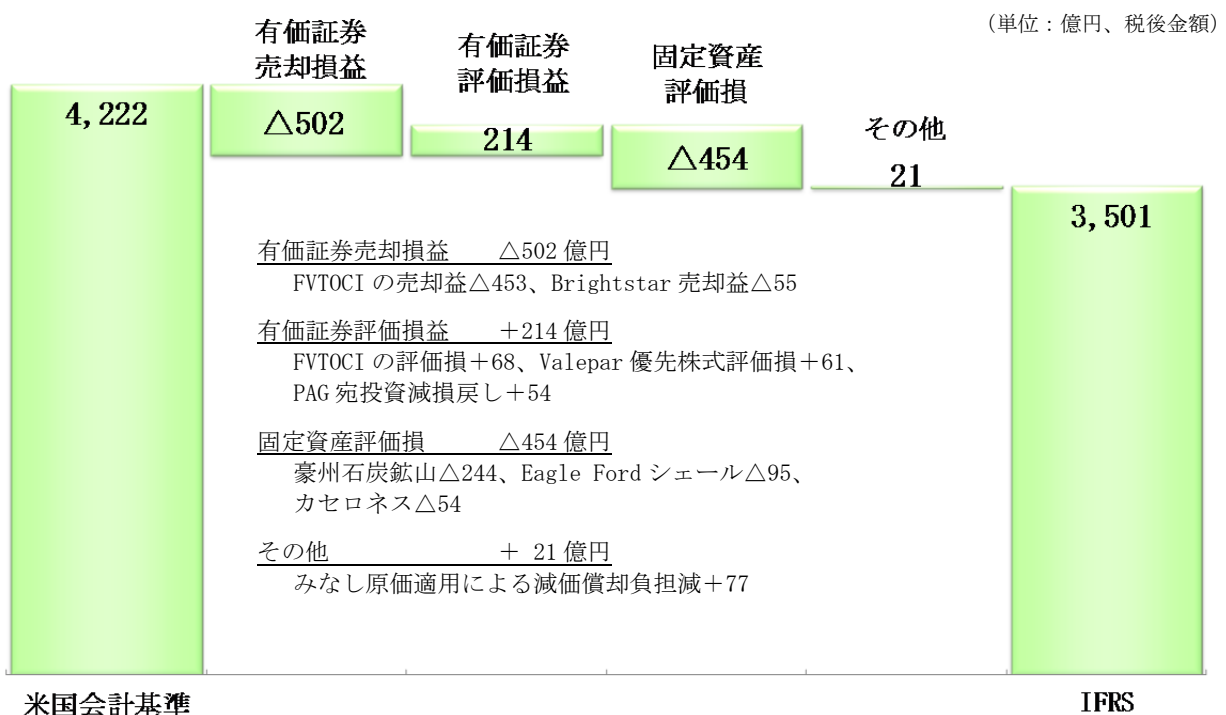 (単位：億円、税後金額)
有価証券
売却損益
有価証券
評価損益
固定資産
評価損
その他
4,222
△502
214
△454
21
3,501
有価証券売却損益 △502 億円
FVTOCI の売却益△453、Brightstar 売却益△55
有価証券評価損益 ＋214 億円
FVTOCI の評価損＋68、Valepar 優先株式評価損＋61、
PAG 宛投資減損戻し＋54
固定資産評価損 △454 億円
豪州石炭鉱山△244、Eagle Ford シェール△95、
カセロネス△54
その他 ＋ 21 億円
みなし原価適用による減価償却負担減＋77
米国会計基準
IFRS